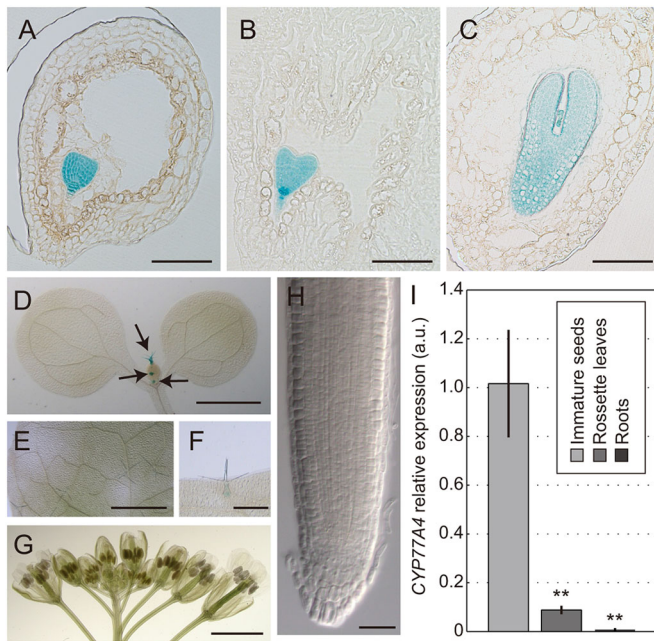 A
B
C
D
E
F
G
H
I
CYP77A4 relative expression (a.u.)
1.4
1.2
1.0
0.8
0.6
0.4
0.2
0
Immature seeds
Rossette leaves
Roots
**
**